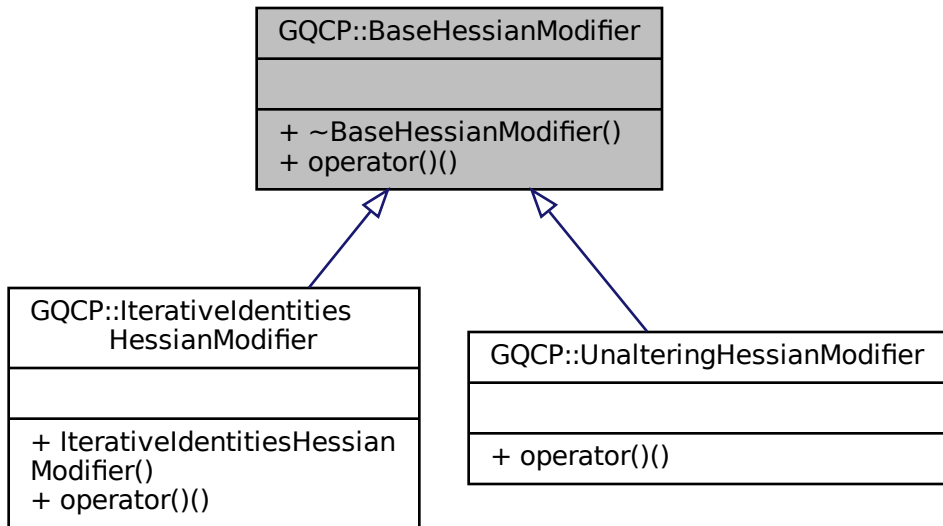 GQCP::BaseHessianModifier
+ ~BaseHessianModifier()
+ operator()()
GQCP::IterativeIdentities
HessianModifier
+ IterativeIdentitiesHessian
Modifier()
+ operator()()
GQCP::UnalteringHessianModifier
+ operator()()